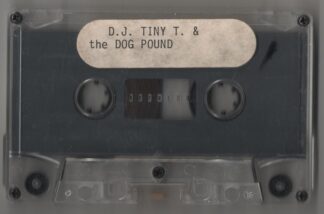 D.J. TINY T. &
the DOG POUND